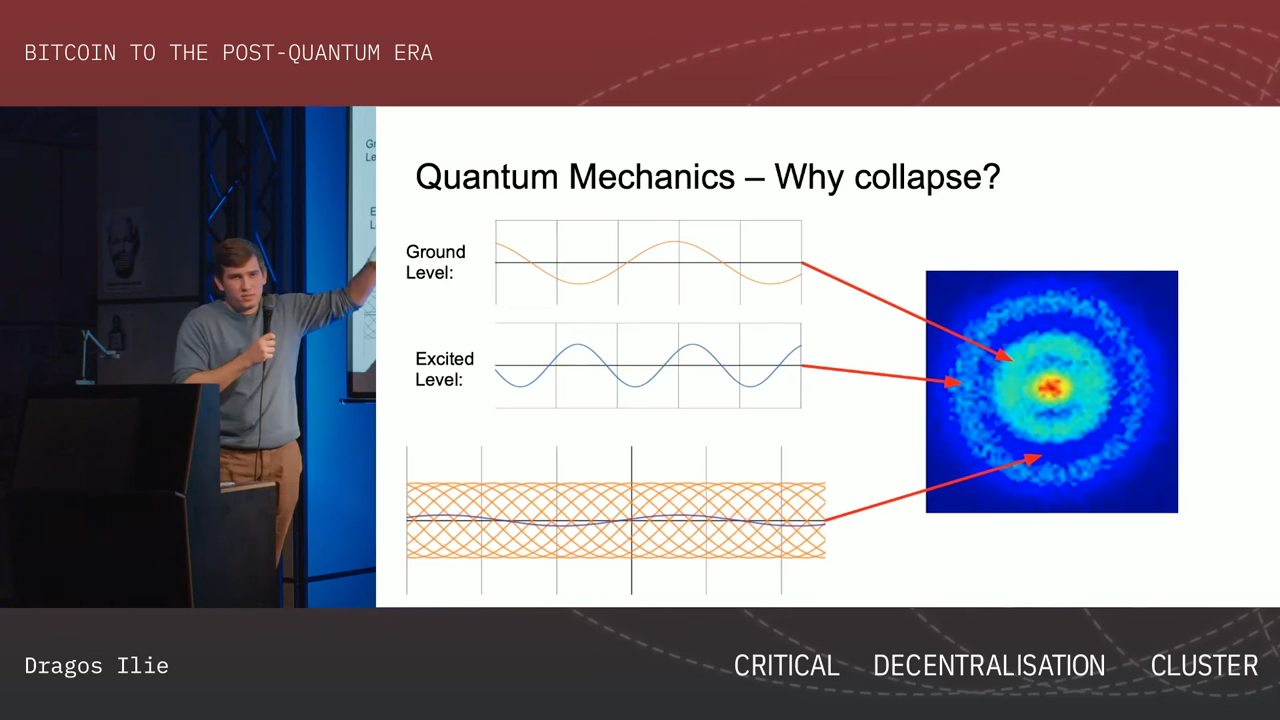 BITCOIN TO THE POST-QUANTUM ERA
Quantum Mechanics – Why collapse?
Ground
Level:
Excited
Level:
Dragos Ilie
CRITICAL DECENTRALISATION CLUSTER